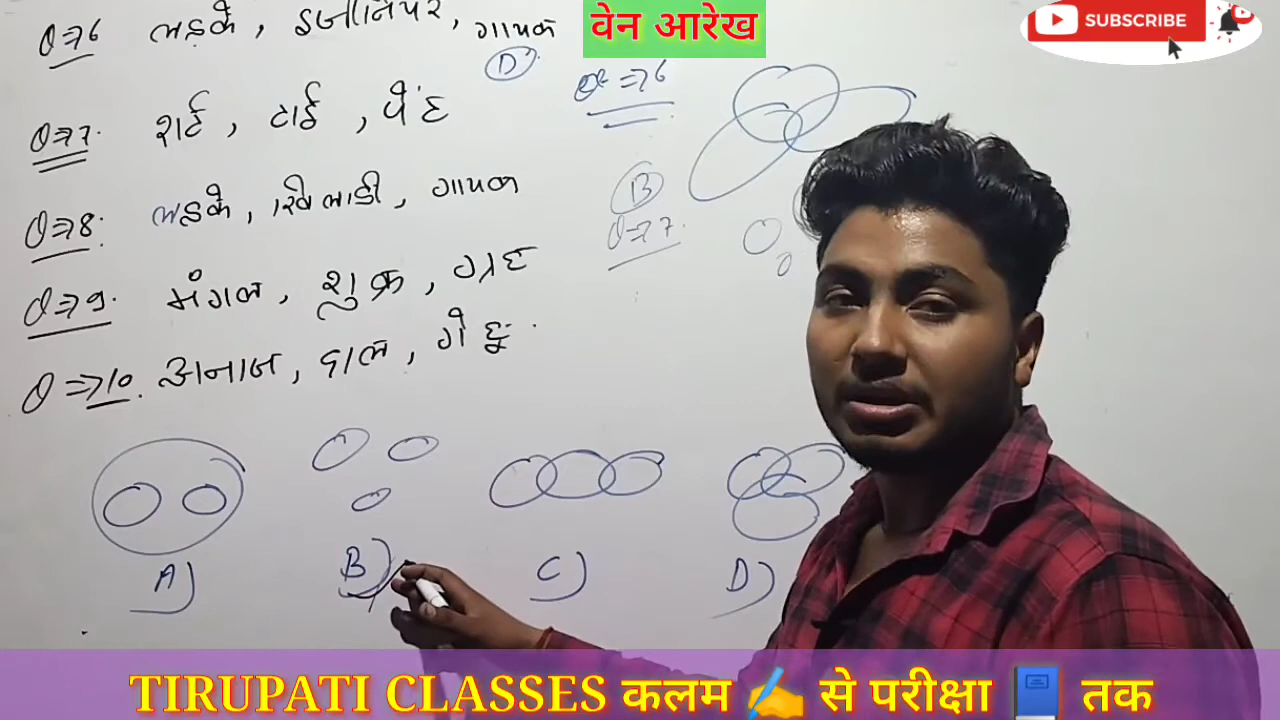 वेन आरेख
SUBSCRIBE
Q⇒6 लड़के, इंजीनियर, गायक
D
Q⇒6
Q⇒7. शर्ट, टाई, पैंट
B
Q⇒7.
Q⇒8. लड़के, खिलाडी, गायक
Q⇒9. मंगल, शुक्र, ग्रह
Q⇒10. अनाज, दाल, गेहू
A) B) C) D)
TIRUPATI CLASSES कलम ✍️ से परीक्षा 📘 तक